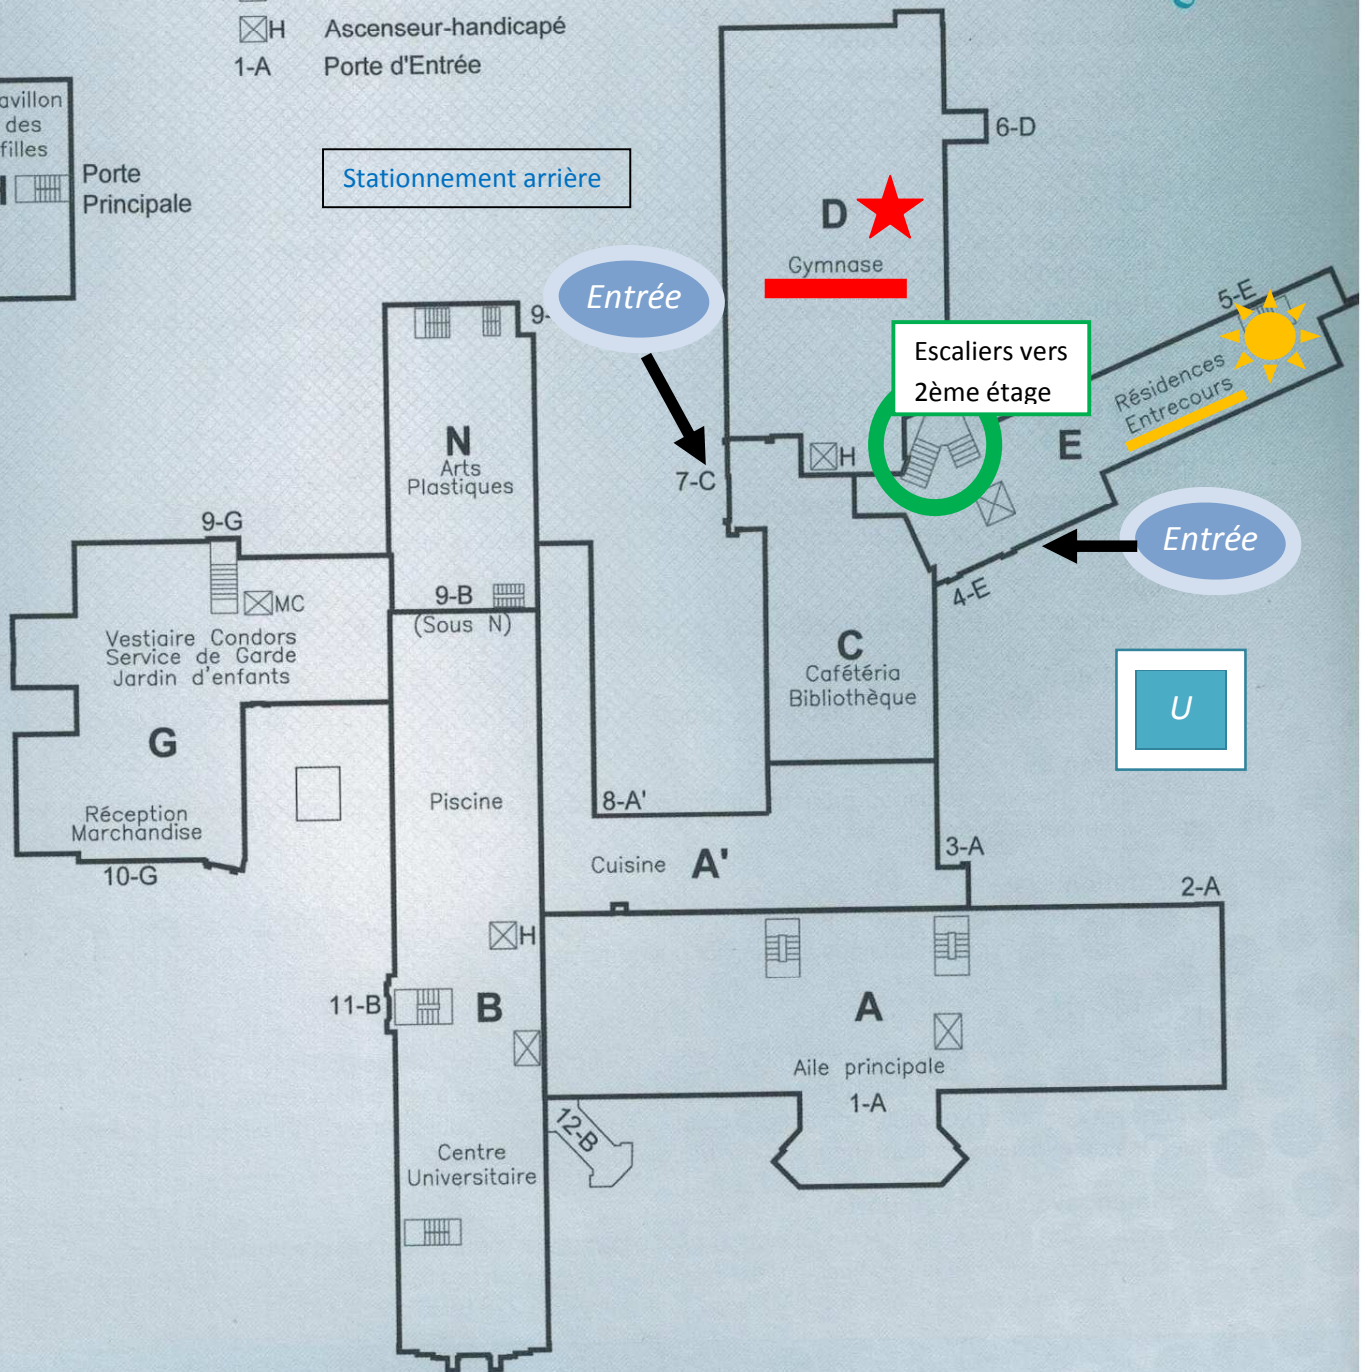 H Ascenseur-handicapé
1-A Porte d'Entrée
des
filles
Porte
Principale
Stationnement arrière
6-D
D
Gymnase
Entrée
5-E
Escaliers vers
2ème étage
Résidences
Entrecours
E
N
Arts
Plastiques
H
7-C
9-G
Entrée
4-E
MC
9-B
(Sous N)
Vestiaire Condors
Service de Garde
Jardin d'enfants
C
Cafétéria
Bibliothèque
U
G
Piscine
8-A'
Réception
Marchandise
10-G
Cuisine A'
3-A
2-A
H
11-B
B
A
Aile principale
1-A
12-B
Centre
Universitaire